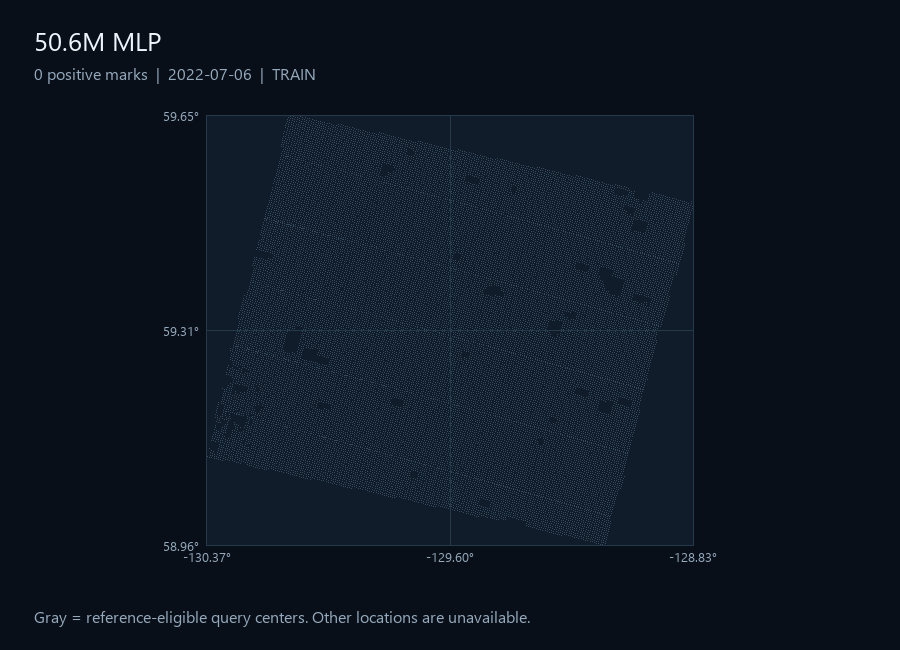 50.6M MLP
0 positive marks | 2022-07-06 | TRAIN
59.65°
59.31°
58.96°
-130.37°
-129.60°
-128.83°
Gray = reference-eligible query centers. Other locations are unavailable.